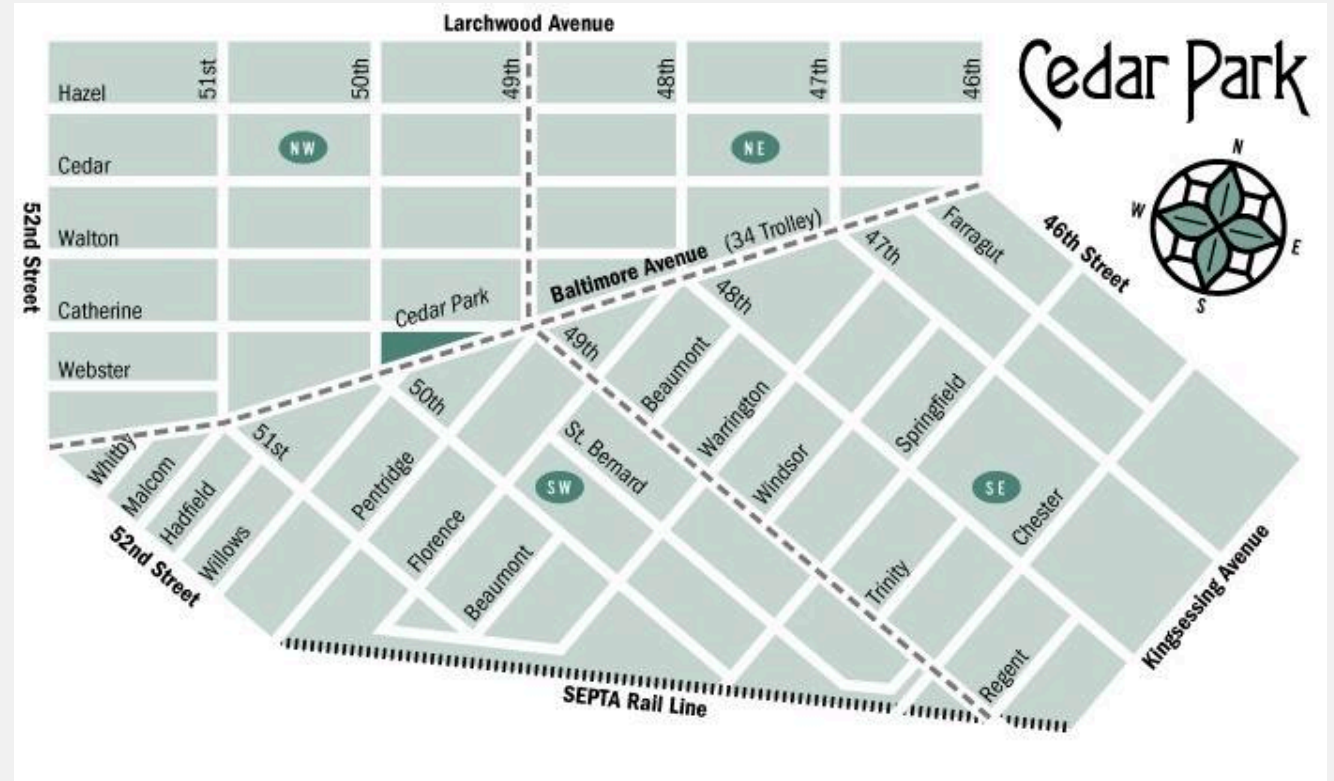 Larchwood Avenue
Cedar Park
51st
50th
49th
48th
47th
46th
Hazel
NW
NE
Cedar
N
W
E
S
52nd Street
Walton
Baltimore Avenue (34 Trolley)
Farragut
46th Street
47th
Catherine
Cedar Park
48th
Webster
49th
Beaumont
50th
Warrington
Springfield
51st
St. Bernard
Whitby
Malcom
Hadfield
Willows
Pentridge
Florence
Beaumont
SW
Windsor
SE
Chester
Trinity
Regent
52nd Street
Kingsessing Avenue
SEPTA Rail Line